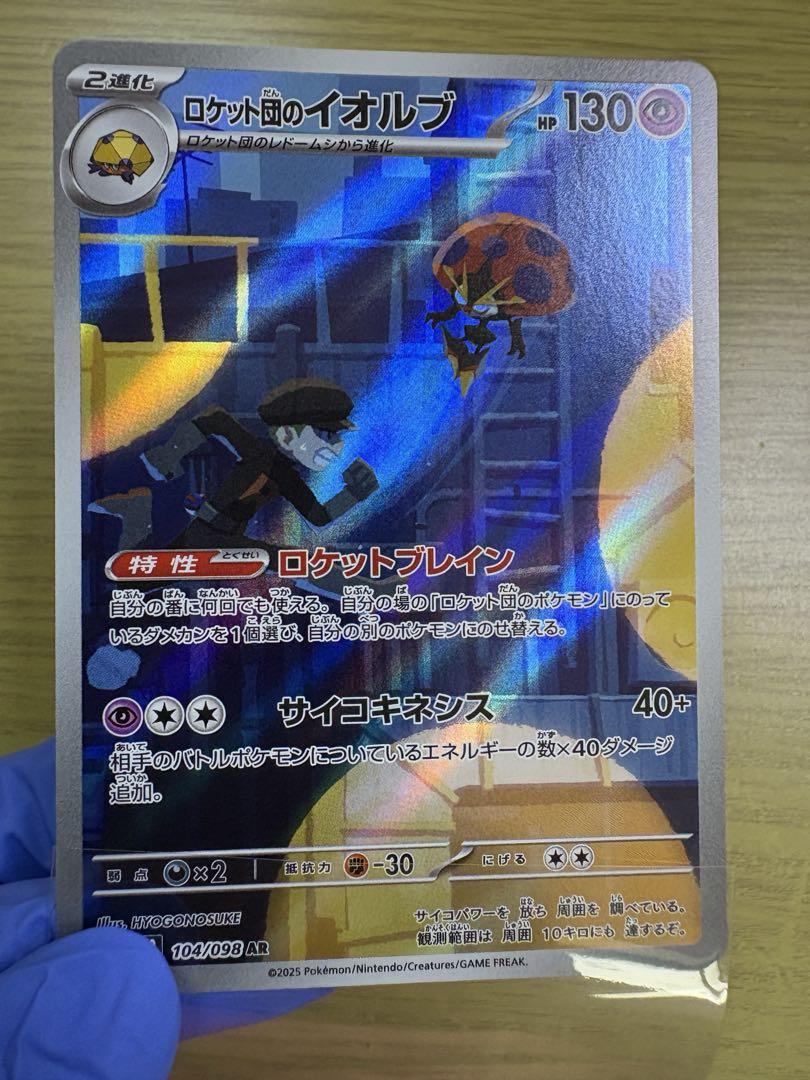 2進化
ロケット団のイオルブ
HP 130
ロケット団のレドームシから進化
特性 ロケットブレイン
自分の番に何回でも使える。自分の場の「ロケット団のポケモン」にのって
いるダメカンを1個選び、自分の別のポケモンにのせ替える。
サイコキネシス 40+
相手のバトルポケモンについているエネルギーの数×40ダメージ
追加。
弱点 ×2 抵抗力 -30 にげる
Illus. HYOGONOSUKE
サイコパワーを 放ち 周囲を 調べている。
観測範囲は 周囲 10キロにも 達するぞ。
104/098 AR
©2025 Pokémon/Nintendo/Creatures/GAME FREAK.